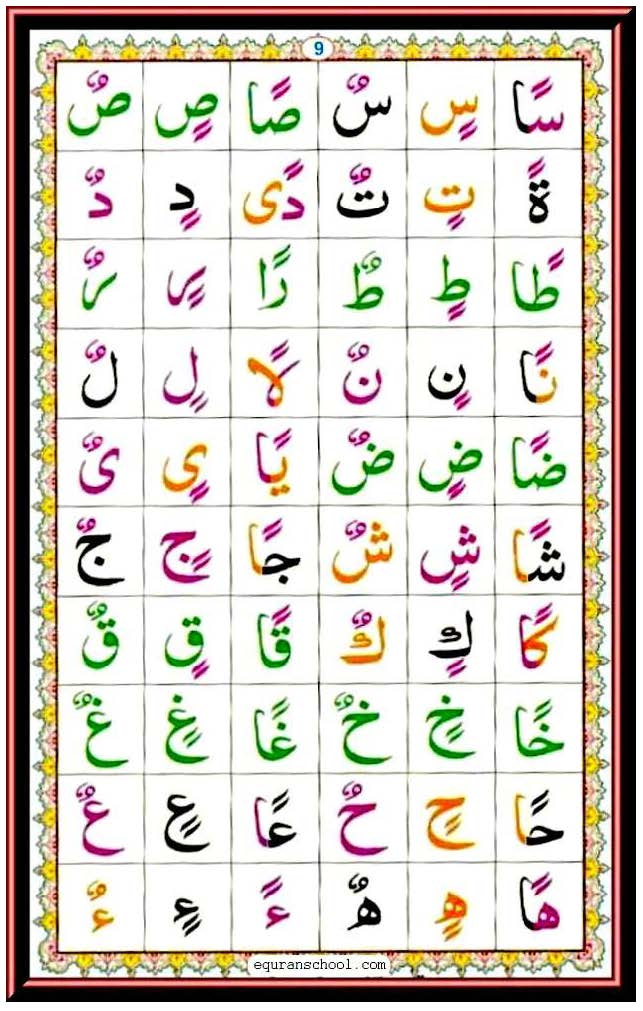 9
سًا سٍ سٌ صًا صٍ صٌ
ةً تٍ تٌ دًى دٍ دٌ
طًا طٍ طٌ رًا رٍ رٌ
نًا نٍ نٌ لًا لٍ لٌ
ضًا ضٍ ضٌ يًا یٍ یٌ
شًا شٍ شٌ جًا جٍ جٌ
كًا كٍ كٌ قًا قٍ قٌ
خًا خٍ خٌ غًا غٍ غٌ
حًا حٍ حٌ عًا عٍ عٌ
هًا هٍ هٌ ءً ءٍ ءٌ
equranschool.com